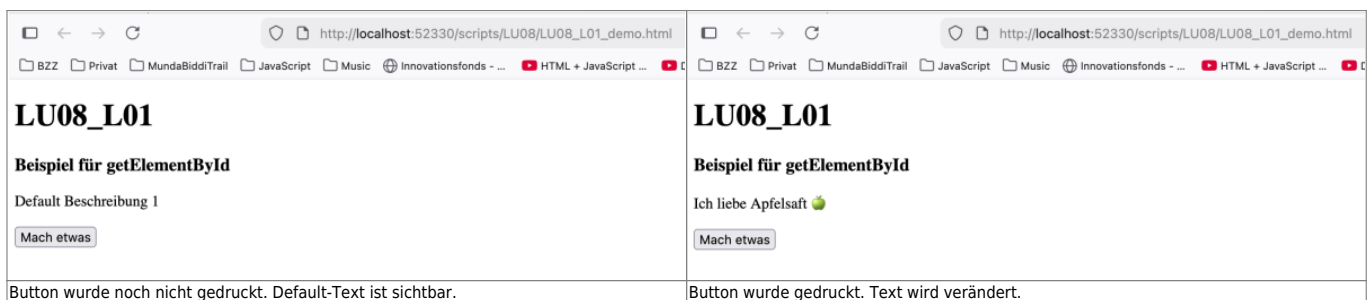 http://localhost:52330/scripts/LU08/LU08_L01_demo.html
BZZ Privat MundaBiddiTrail JavaScript Music Innovationsfonds - ... HTML + JavaScript ...
LU08_L01
Beispiel für getElementById
Default Beschreibung 1
Mach etwas
Button wurde noch nicht gedruckt. Default-Text ist sichtbar.
http://localhost:52330/scripts/LU08/LU08_L01_demo.html
BZZ Privat MundaBiddiTrail JavaScript Music Innovationsfonds - ... HTML + JavaScript ...
LU08_L01
Beispiel für getElementById
Ich liebe Apfelsaft 🍏
Mach etwas
Button wurde gedruckt. Text wird verändert.